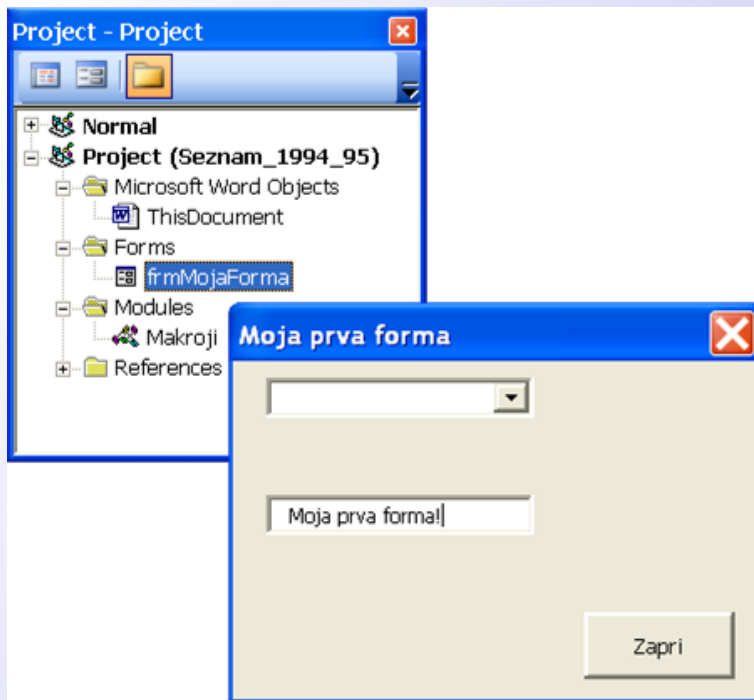 Project - Project
Normal
Project (Seznam_1994_95)
Microsoft Word Objects
ThisDocument
Forms
frmMojaForma
Modules
Makroji
References
Moja prva forma
Moja prva forma!
Zapri